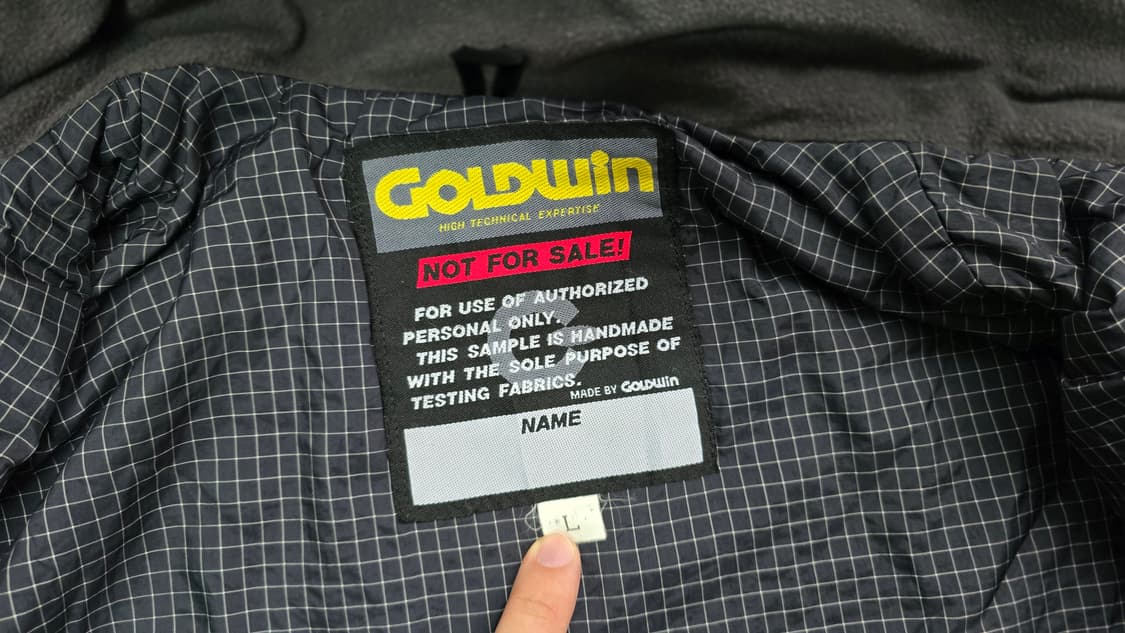 GOLDWIN
HIGH TECHNICAL EXPERTISE
NOT FOR SALE!
FOR USE OF AUTHORIZED
PERSONAL ONLY.
THIS SAMPLE IS HANDMADE
WITH THE SOLE PURPOSE OF
TESTING FABRICS.
MADE BY GOLDWIN
NAME
L